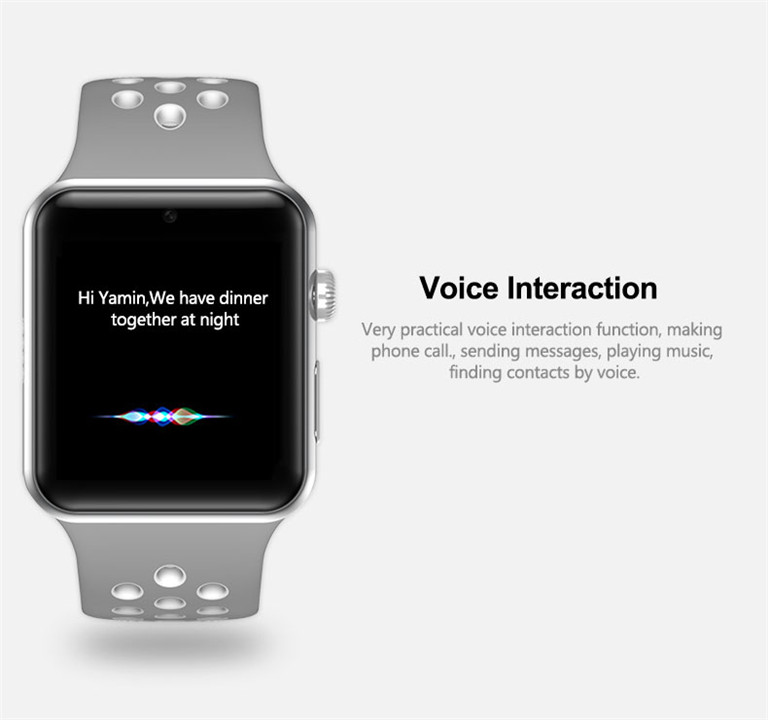 Hi Yamin,We have dinner
together at night
Voice Interaction
Very practical voice interaction function, making
phone call., sending messages, playing music,
finding contacts by voice.